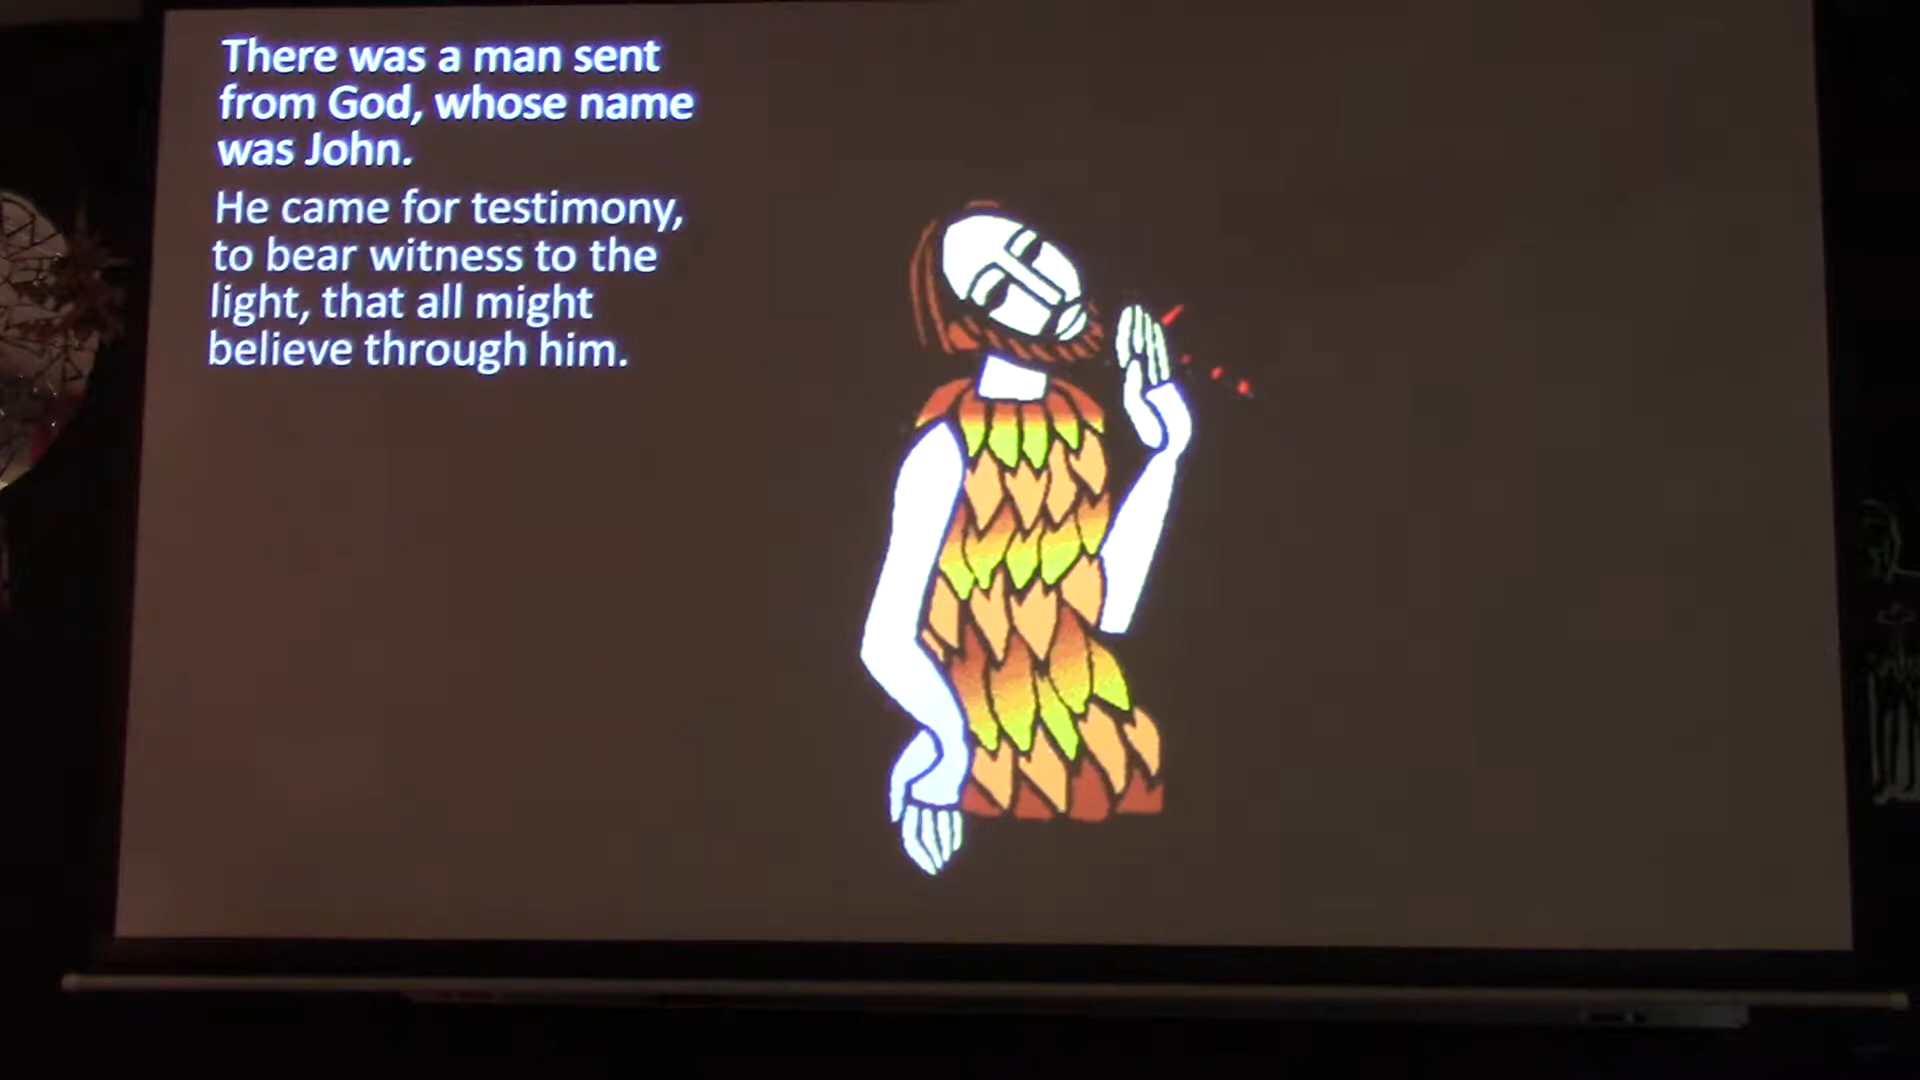 There was a man sent
from God, whose name
was John.
He came for testimony,
to bear witness to the
light, that all might
believe through him.